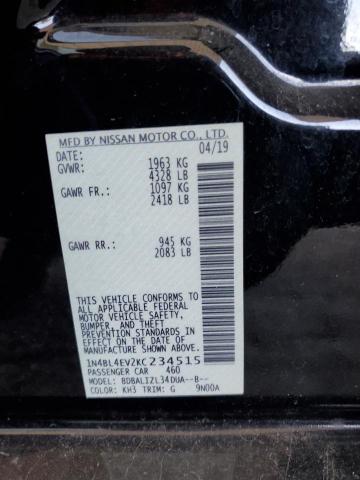 MFD BY NISSAN MOTOR CO., LTD.
DATE: 04/19
GVWR: 1963 KG
4328 LB
GAWR FR.: 1097 KG
2418 LB
GAWR RR.: 945 KG
2083 LB
THIS VEHICLE CONFORMS TO
ALL APPLICABLE FEDERAL
MOTOR VEHICLE SAFETY,
BUMPER, AND THEFT
PREVENTION STANDARDS IN
EFFECT ON THE DATE OF
MANUFACTURE SHOWN ABOVE.
1N4BL4EV2KC234515
PASSENGER CAR 460
MODEL: BDBALIZL34DUA--B--
COLOR: KH3 TRIM: G 9N00A